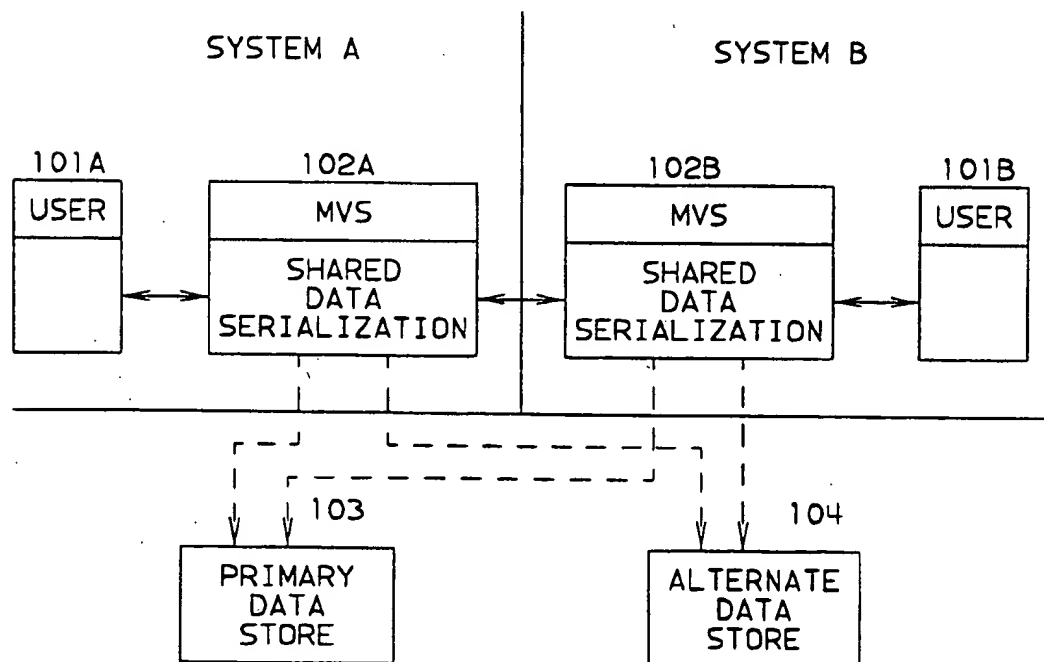 SYSTEM A
SYSTEM B
101A
102A
102B
101B
USER
MVS
MVS
USER
SHARED
DATA
SERIALIZATION
SHARED
DATA
SERIALIZATION
103
104
PRIMARY
DATA
STORE
ALTERNATE
DATA
STORE